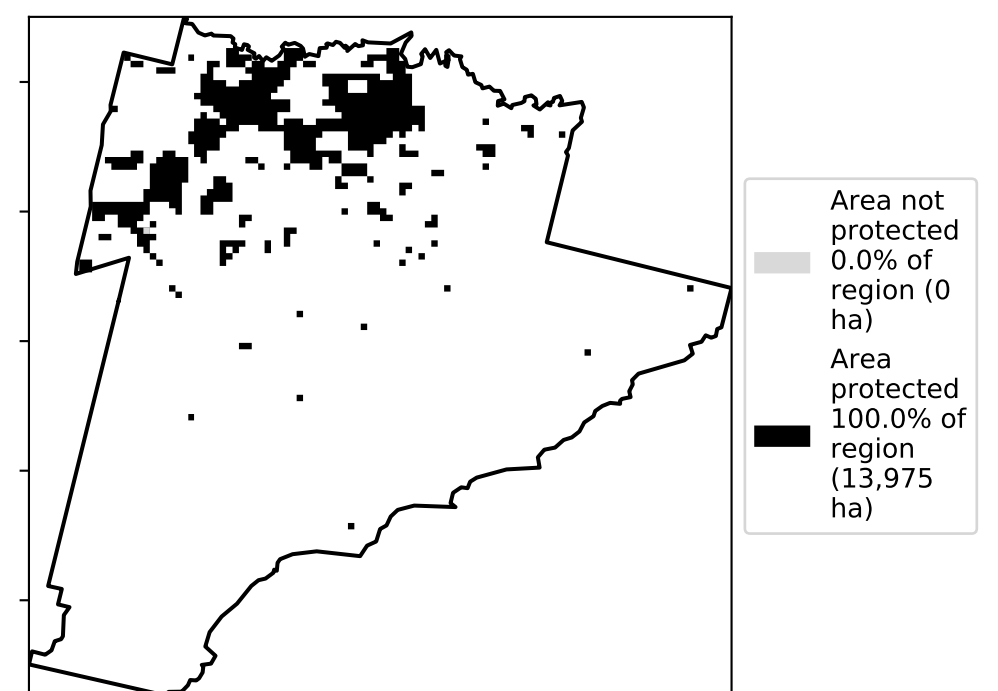 Area not
protected
0.0% of
region (0
ha)
Area
protected
100.0% of
region
(13,975
ha)